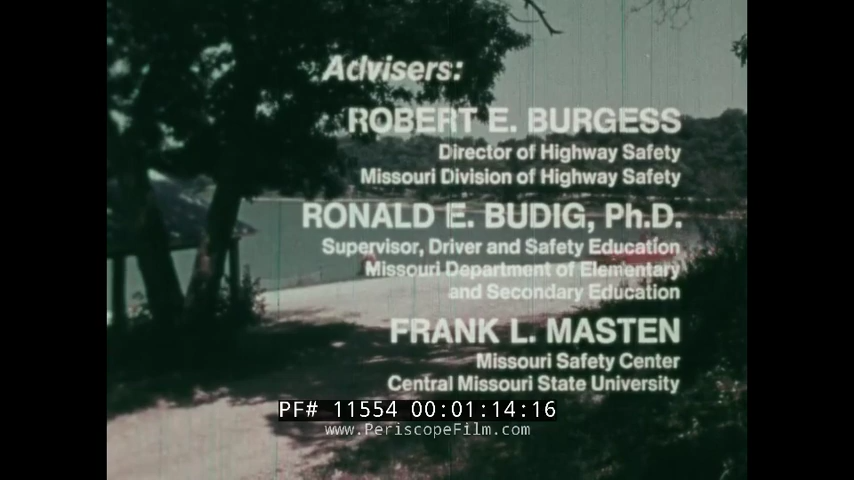 Advisers:
ROBERT E. BURGESS
Director of Highway Safety
Missouri Division of Highway Safety
RONALD E. BUDIG, Ph.D.
Supervisor, Driver and Safety Education
Missouri Department of Elementary
and Secondary Education
FRANK L. MASTEN
Missouri Safety Center
Central Missouri State University
PF# 11554 00:01:14:16
www.PeriscopeFilm.com